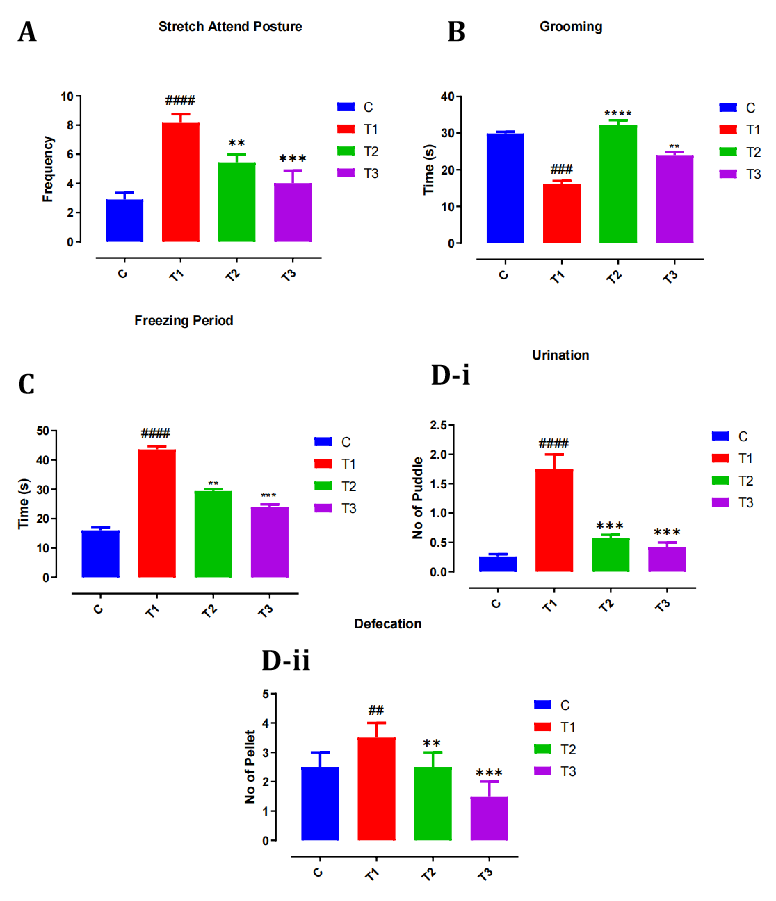 A
Stretch Attend Posture
Frequency
10
8
6
4
2
0
####
**
***
C
T1
T2
T3
C
T1
T2
T3
B
Grooming
Time (s)
40
30
20
10
0
###
****
**
C
T1
T2
T3
C
T1
T2
T3
Freezing Period
C
Time (s)
50
40
30
20
10
0
####
**
***
C
T1
T2
T3
C
T1
T2
T3
Urination
D-i
No of Puddle
2.5
2.0
1.5
1.0
0.5
0.0
####
***
***
C
T1
T2
T3
C
T1
T2
T3
Defecation
D-ii
No of Pellet
5
4
3
2
1
0
##
**
***
C
T1
T2
T3
C
T1
T2
T3